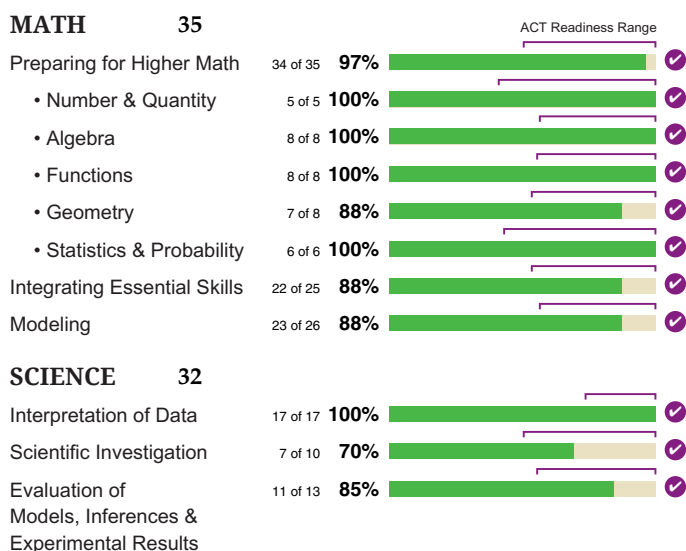 MATH 35 ACT Readiness Range
Preparing for Higher Math 34 of 35 97%
• Number & Quantity 5 of 5 100%
• Algebra 8 of 8 100%
• Functions 8 of 8 100%
• Geometry 7 of 8 88%
• Statistics & Probability 6 of 6 100%
Integrating Essential Skills 22 of 25 88%
Modeling 23 of 26 88%
SCIENCE 32
Interpretation of Data 17 of 17 100%
Scientific Investigation 7 of 10 70%
Evaluation of 11 of 13 85%
Models, Inferences &
Experimental Results